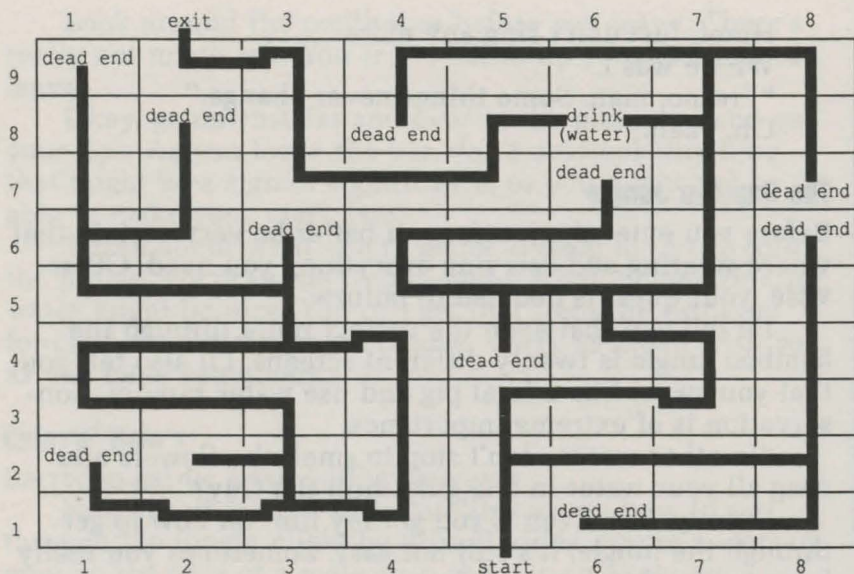 1 exit 3 4 5 6 7 8
9 dead end
dead end dead end drink
8 (water)
dead end
7 dead end
dead end dead end
6
5
4 dead end
3
dead end
2
1 dead end
1 2 3 4 start 6 7 8